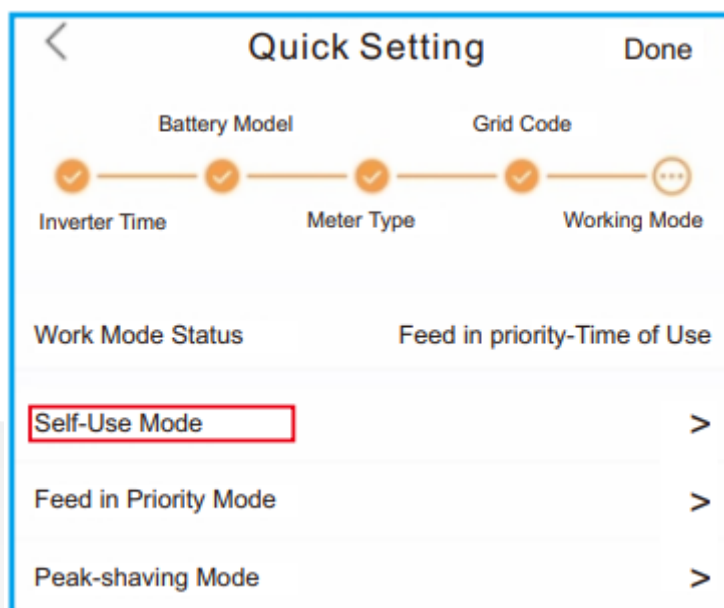 Quick Setting Done
Battery Model Grid Code
Inverter Time Meter Type Working Mode
Work Mode Status Feed in priority-Time of Use
Self-Use Mode >
Feed in Priority Mode >
Peak-shaving Mode >